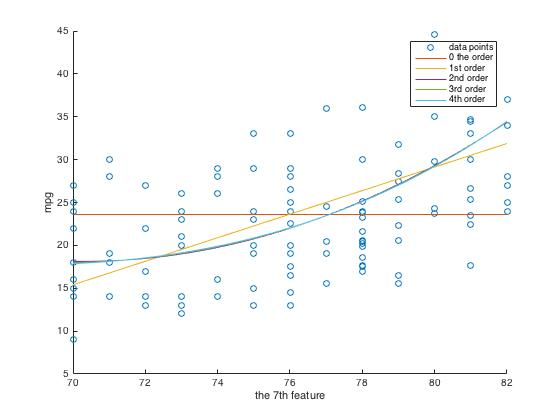 45
40
35
30
25
20
15
10
5
mpg
70
72
74
76
78
80
82
the 7th feature
data points
0 the order
1st order
2nd order
3rd order
4th order